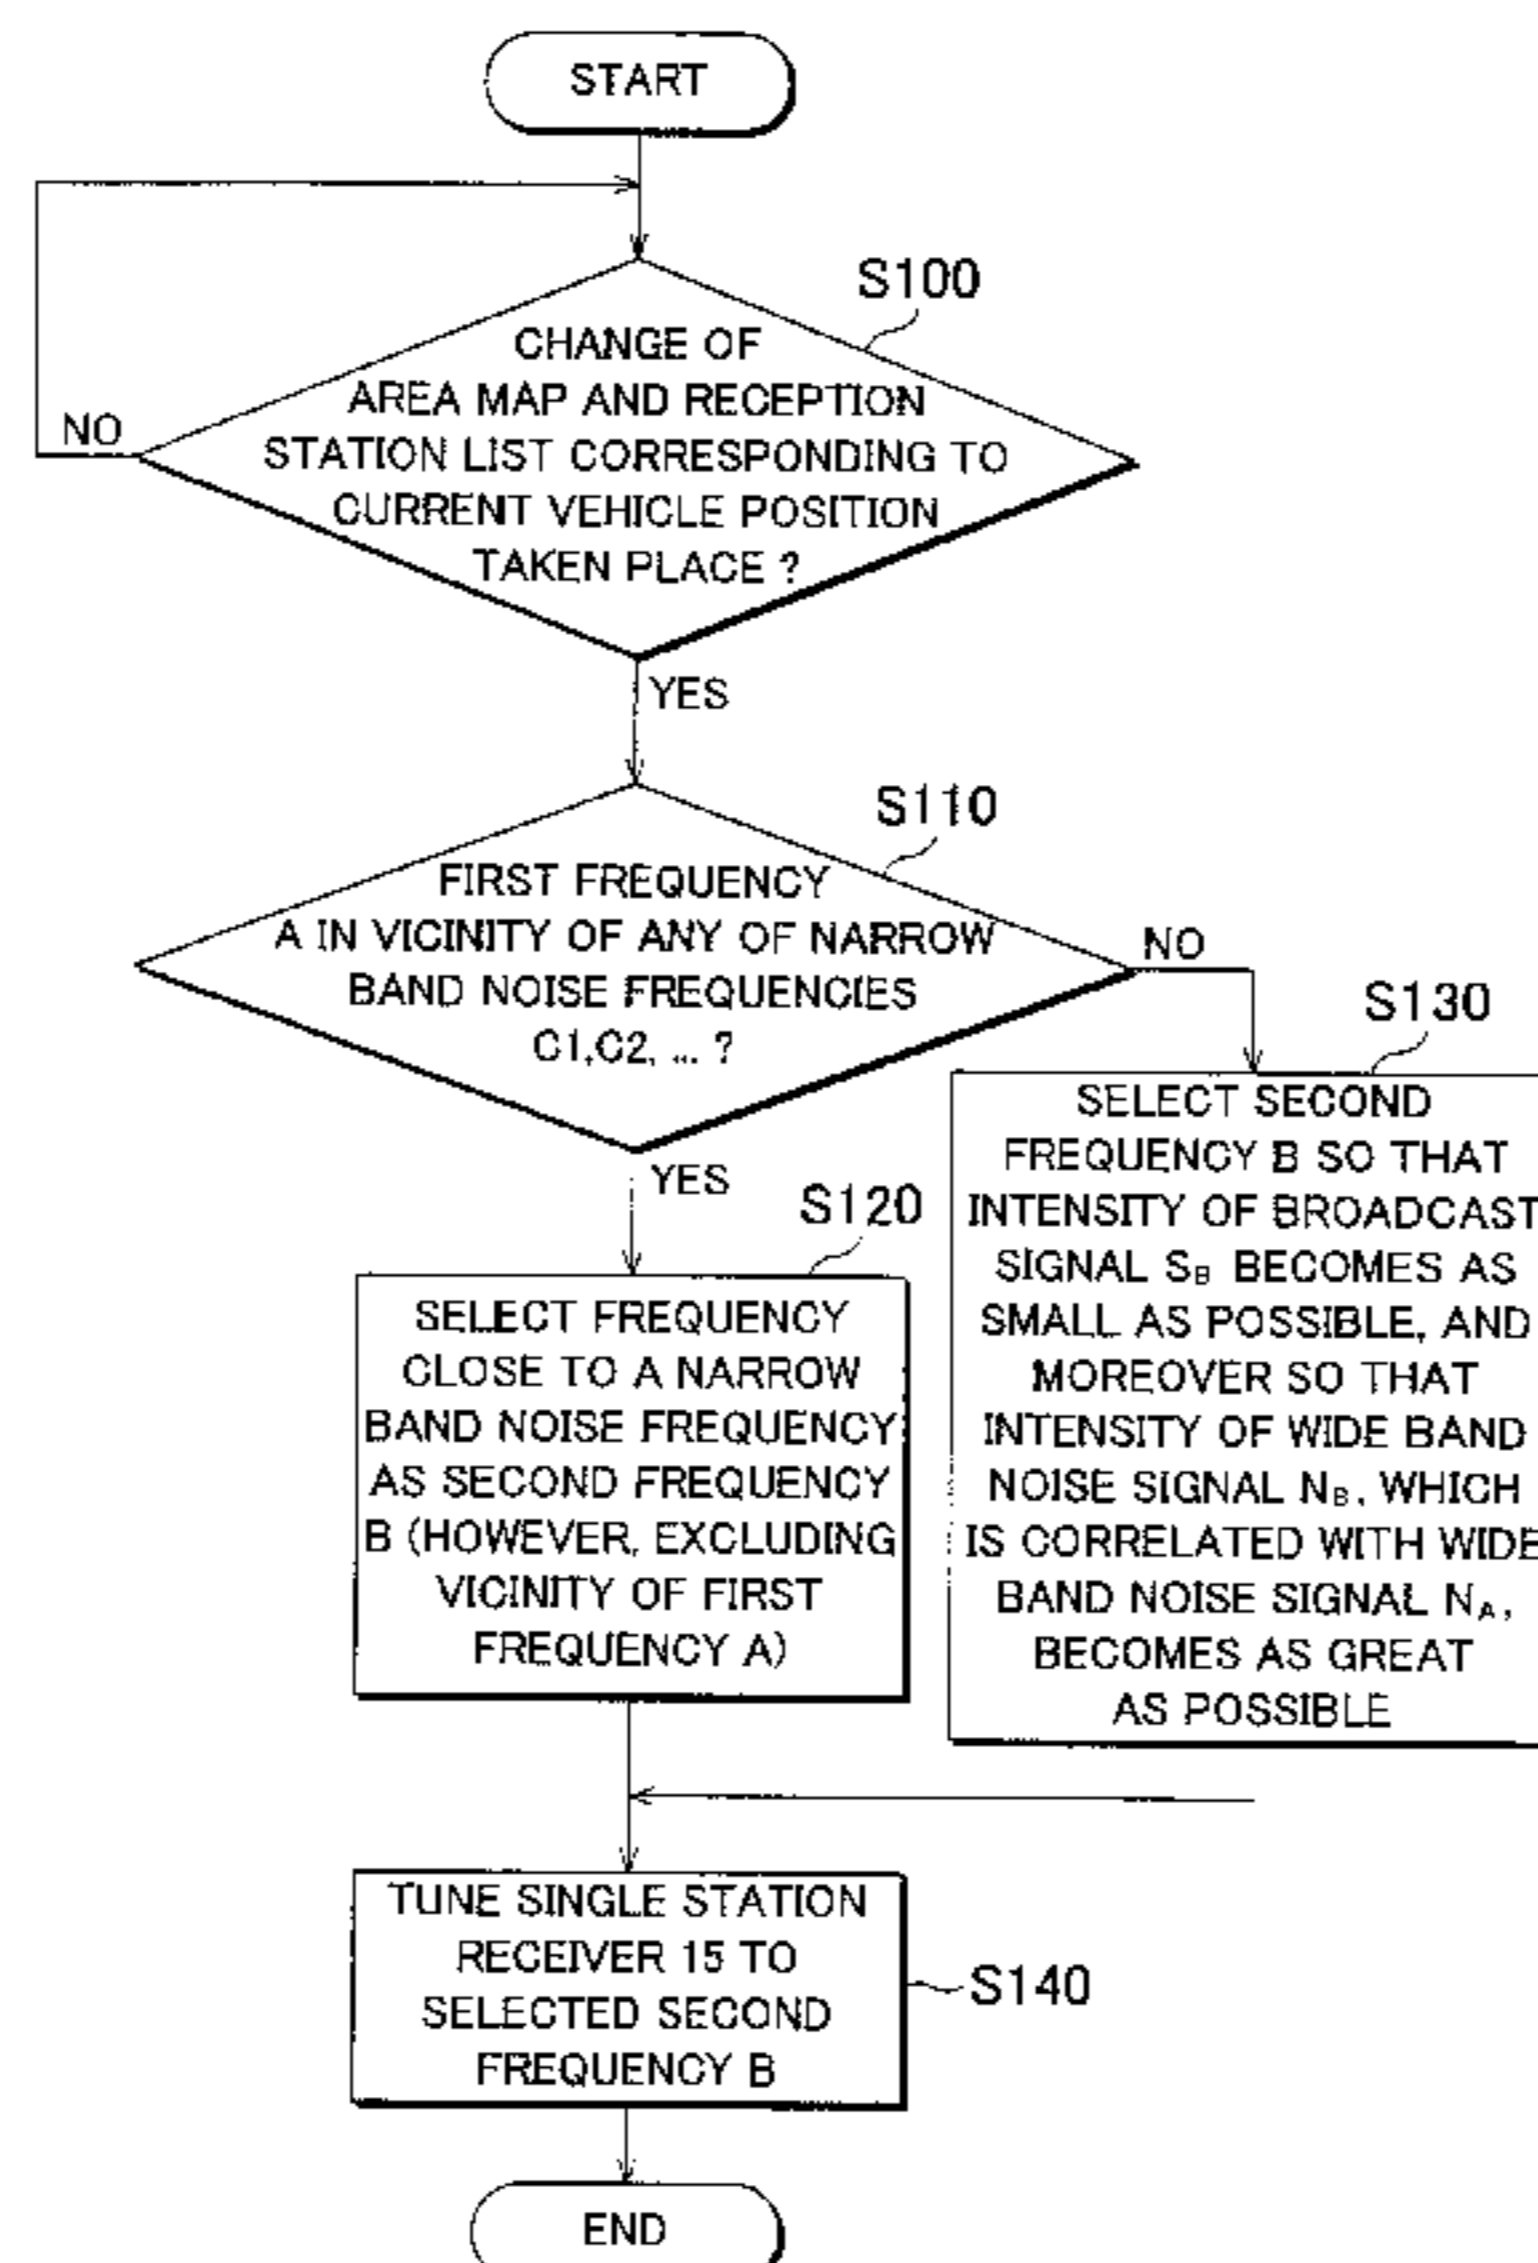 START
S100
CHANGE OF
AREA MAP AND RECEPTION
STATION LIST CORRESPONDING TO
CURRENT VEHICLE POSITION
TAKEN PLACE ?
NO
YES
S110
FIRST FREQUENCY
A IN VICINITY OF ANY OF NARROW
BAND NOISE FREQUENCIES
C1,C2, ... ?
NO
YES
S120
SELECT FREQUENCY
CLOSE TO A NARROW
BAND NOISE FREQUENCY
AS SECOND FREQUENCY
B (HOWEVER, EXCLUDING
VICINITY OF FIRST
FREQUENCY A)
S130
SELECT SECOND
FREQUENCY B SO THAT
INTENSITY OF BROADCAST
SIGNAL SB BECOMES AS
SMALL AS POSSIBLE, AND
MOREOVER SO THAT
INTENSITY OF WIDE BAND
NOISE SIGNAL NB, WHICH
IS CORRELATED WITH WIDE
BAND NOISE SIGNAL NA,
BECOMES AS GREAT
AS POSSIBLE
TUNE SINGLE STATION
RECEIVER 15 TO
SELECTED SECOND
FREQUENCY B
S140
END